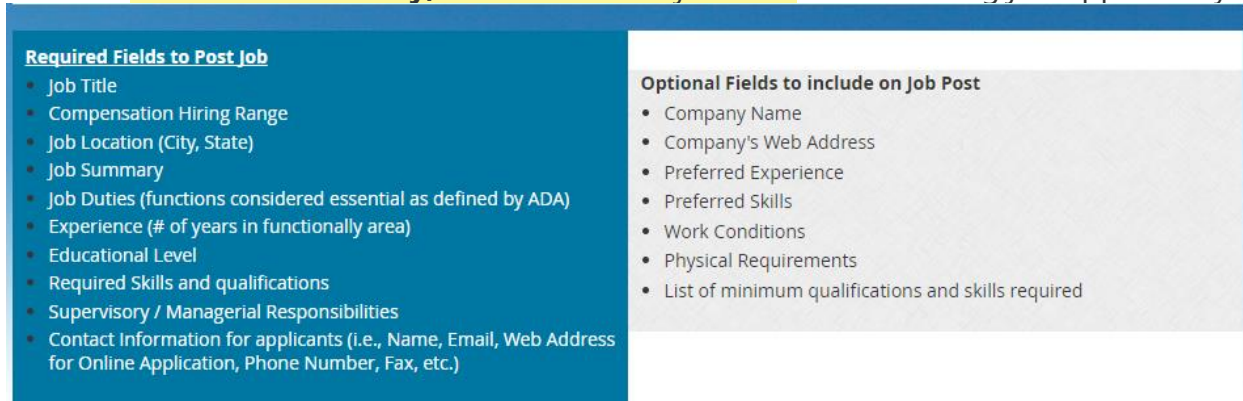 Required Fields to Post Job
• Job Title
• Compensation Hiring Range
• Job Location (City, State)
• Job Summary
• Job Duties (functions considered essential as defined by ADA)
• Experience (# of years in functionally area)
• Educational Level
• Required Skills and qualifications
• Supervisory / Managerial Responsibilities
• Contact Information for applicants (i.e., Name, Email, Web Address
for Online Application, Phone Number, Fax, etc.)
Optional Fields to include on Job Post
• Company Name
• Company's Web Address
• Preferred Experience
• Preferred Skills
• Work Conditions
• Physical Requirements
• List of minimum qualifications and skills required